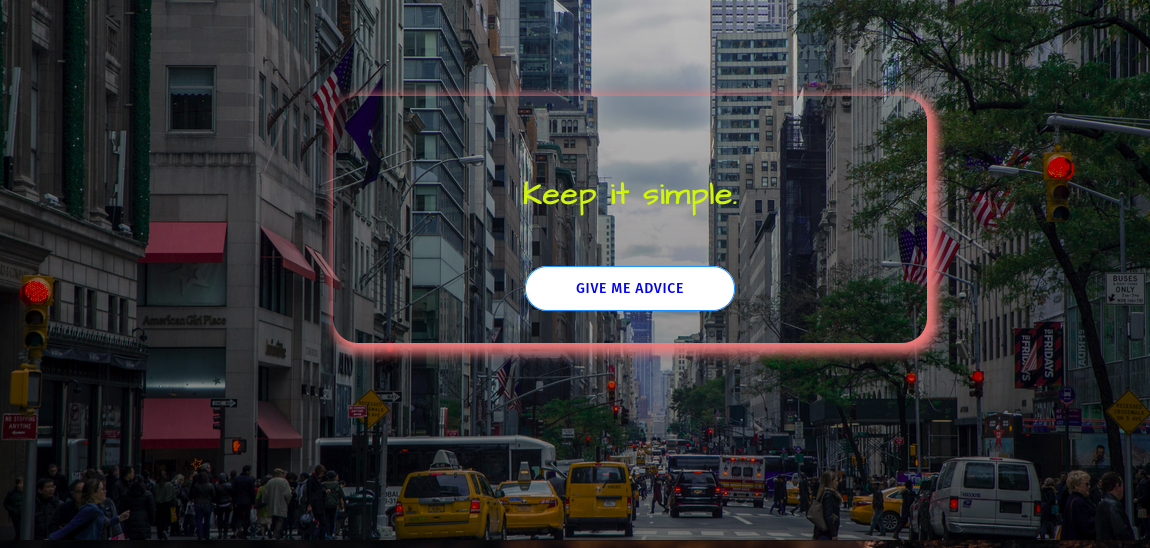 Keep it simple.
GIVE ME ADVICE
American Girl Place
BUSES
ONLY
FRIDAYS
NO STOPPING
ANYTIME